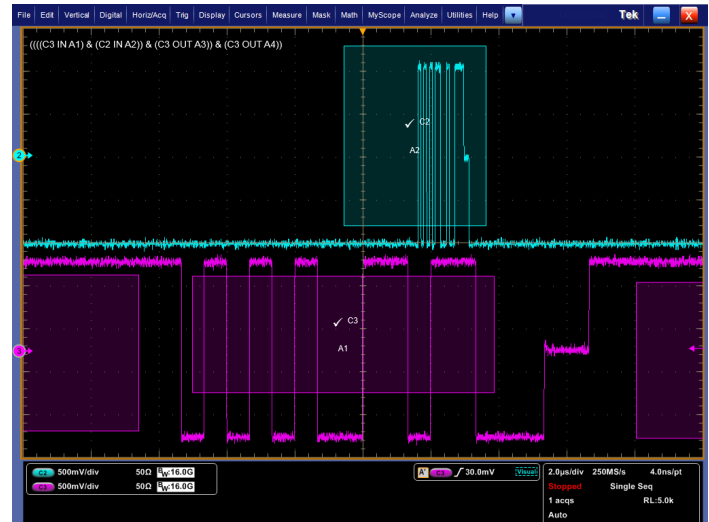 File Edit Vertical Digital Horiz/Acq Trig Display Cursors Measure Mask Math MyScope Analyze Utilities Help Tek X
((((C3 IN A1) & (C2 IN A2)) & (C3 OUT A3)) & (C3 OUT A4))
C2
2
A2
C3
3
A1
C2 500mV/div 50Ω BW:16.0G
C3 500mV/div 50Ω BW:16.0G
A' C3 30.0mV Visual
2.0µs/div 250MS/s 4.0ns/pt
Stopped Single Seq
1 acqs RL:5.0k
Auto